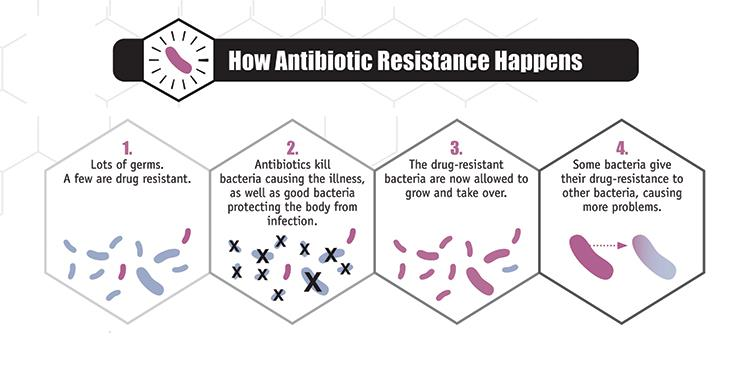 How Antibiotic Resistance Happens
1.
Lots of germs.
A few are drug resistant.
2.
Antibiotics kill
bacteria causing the illness,
as well as good bacteria
protecting the body from
infection.
X X X X X X X X X X
3.
The drug-resistant
bacteria are now allowed to
grow and take over.
4.
Some bacteria give
their drug-resistance to
other bacteria, causing
more problems.